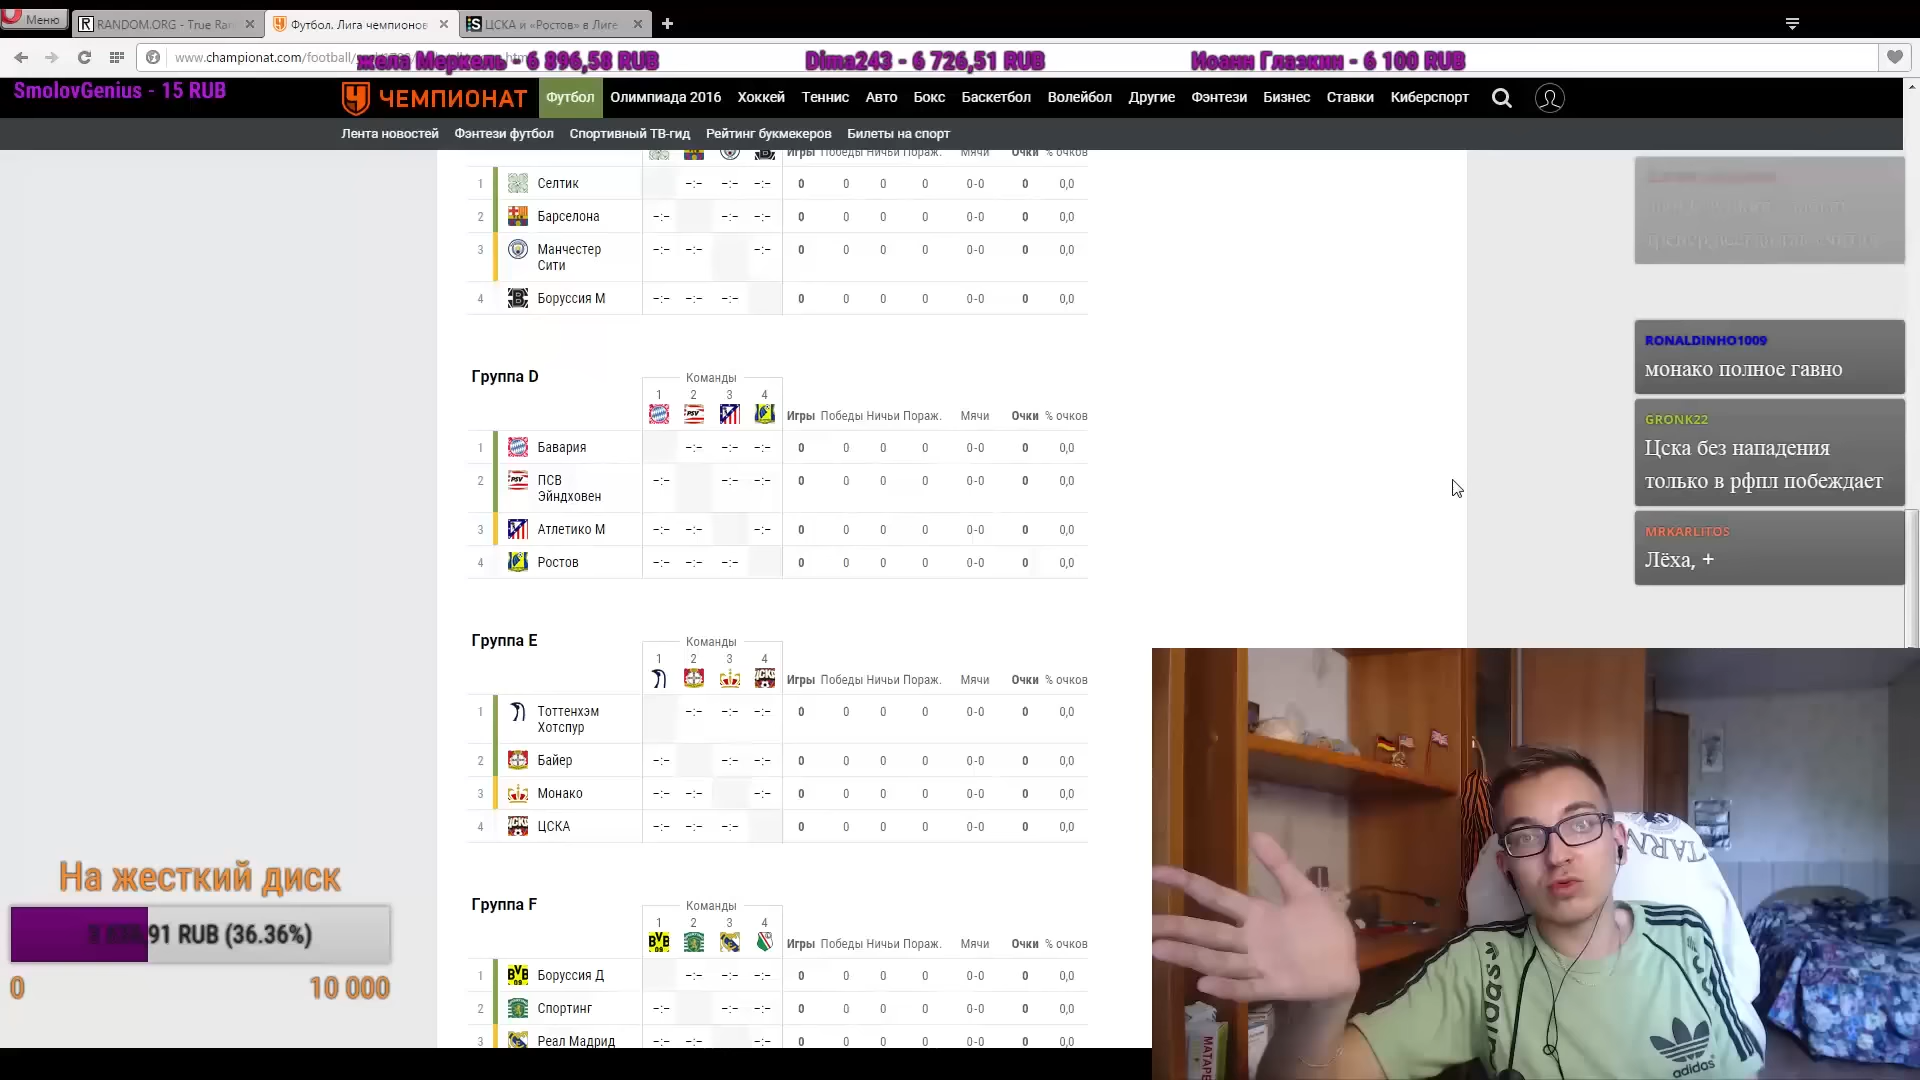 Меню
RANDOM.ORG - True Ran
Футбол. Лига чемпионов
ЦСКА и «Ростов» в Лиге
www.championat.com/football/
жела Меркель - 6 896,58 RUB
Dima243 - 6 726,51 RUB
Иоанн Глазкин - 6 100 RUB
SmolovGenius - 15 RUB
ЧЕМПИОНАТ
Футбол Олимпиада 2016 Хоккей Теннис Авто Бокс Баскетбол Волейбол Другие Фэнтези Бизнес Ставки Киберспорт
Лента новостей Фэнтези футбол Спортивный ТВ-гид Рейтинг букмекеров Билеты на спорт
Игры Победы Ничьи Пораж. Мячи Очки % очков
1 Селтик –:– –:– –:– 0 0 0 0 0-0 0 0,0
2 Барселона –:– –:– –:– 0 0 0 0 0-0 0 0,0
3 Манчестер Сити –:– –:– –:– 0 0 0 0 0-0 0 0,0
4 Боруссия М –:– –:– –:– 0 0 0 0 0-0 0 0,0
Группа D
Команды
1 2 3 4
Игры Победы Ничьи Пораж. Мячи Очки % очков
1 Бавария –:– –:– –:– 0 0 0 0 0-0 0 0,0
2 ПСВ Эйндховен –:– –:– –:– 0 0 0 0 0-0 0 0,0
3 Атлетико М –:– –:– –:– 0 0 0 0 0-0 0 0,0
4 Ростов –:– –:– –:– 0 0 0 0 0-0 0 0,0
Группа E
Команды
1 2 3 4
Игры Победы Ничьи Пораж. Мячи Очки % очков
1 Тоттенхэм Хотспур –:– –:– –:– 0 0 0 0 0-0 0 0,0
2 Байер –:– –:– –:– 0 0 0 0 0-0 0 0,0
3 Монако –:– –:– –:– 0 0 0 0 0-0 0 0,0
4 ЦСКА –:– –:– –:– 0 0 0 0 0-0 0 0,0
Группа F
Команды
1 2 3 4
Игры Победы Ничьи Пораж. Мячи Очки % очков
1 Боруссия Д –:– –:– –:– 0 0 0 0 0-0 0 0,0
2 Спортинг –:– –:– –:– 0 0 0 0 0-0 0 0,0
3 Реал Мадрид –:– –:– –:– 0 0 0 0 0-0 0 0,0
RONALDINHO1009
монако полное гавно
GRONK22
Цска без нападения
только в рфпл побеждает
MRKARLITOS
Лёха, +
На жесткий диск
91 RUB (36.36%)
0
10 000
adidas
adidas